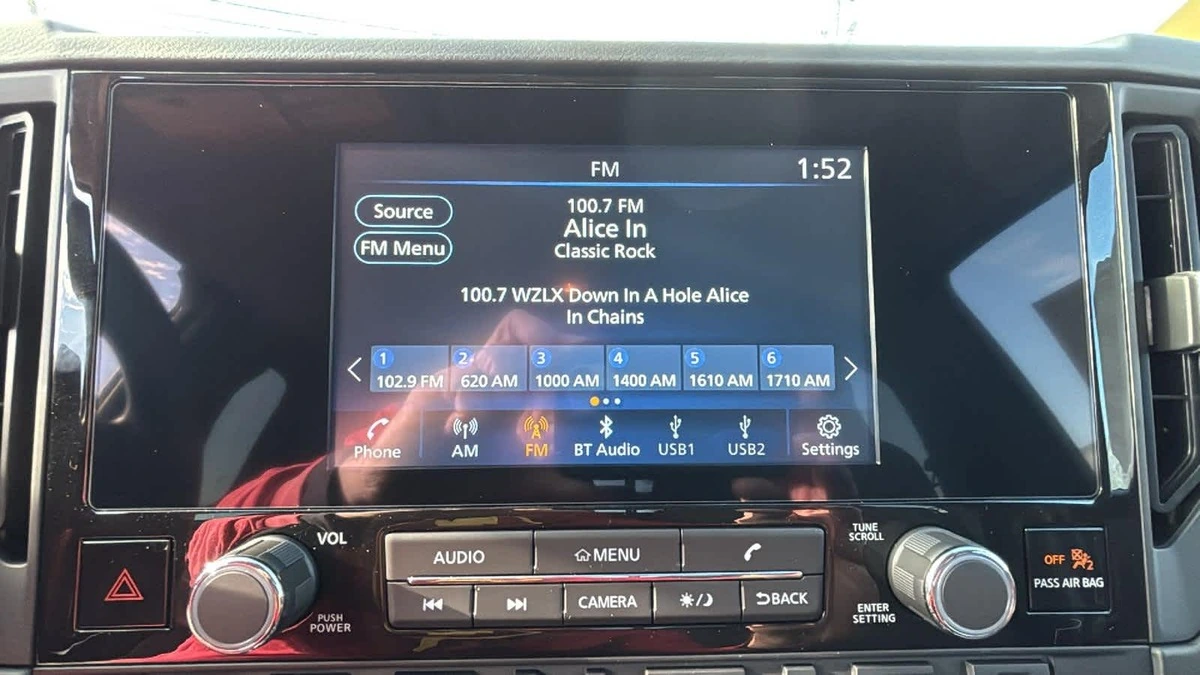 FM 1:52
Source
FM Menu
100.7 FM
Alice In
Classic Rock
100.7 WZLX Down In A Hole Alice
In Chains
1 2 3 4 5 6
102.9 FM 620 AM 1000 AM 1400 AM 1610 AM 1710 AM
Phone AM FM BT Audio USB1 USB2 Settings
VOL
PUSH
POWER
AUDIO MENU
CAMERA BACK
TUNE
SCROLL
ENTER
SETTING
OFF 2
PASS AIR BAG